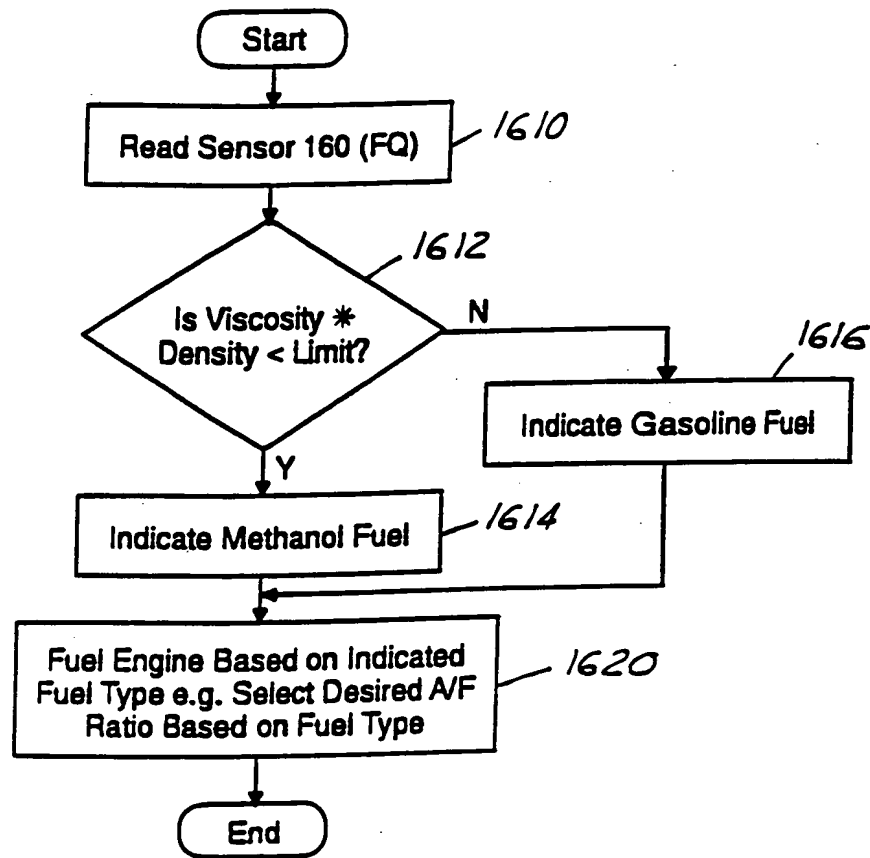 Start
Read Sensor 160 (FQ)
1610
1612
Is Viscosity *
Density < Limit?
N
1616
Indicate Gasoline Fuel
Y
1614
Indicate Methanol Fuel
Fuel Engine Based on Indicated
Fuel Type e.g. Select Desired A/F
Ratio Based on Fuel Type
1620
End